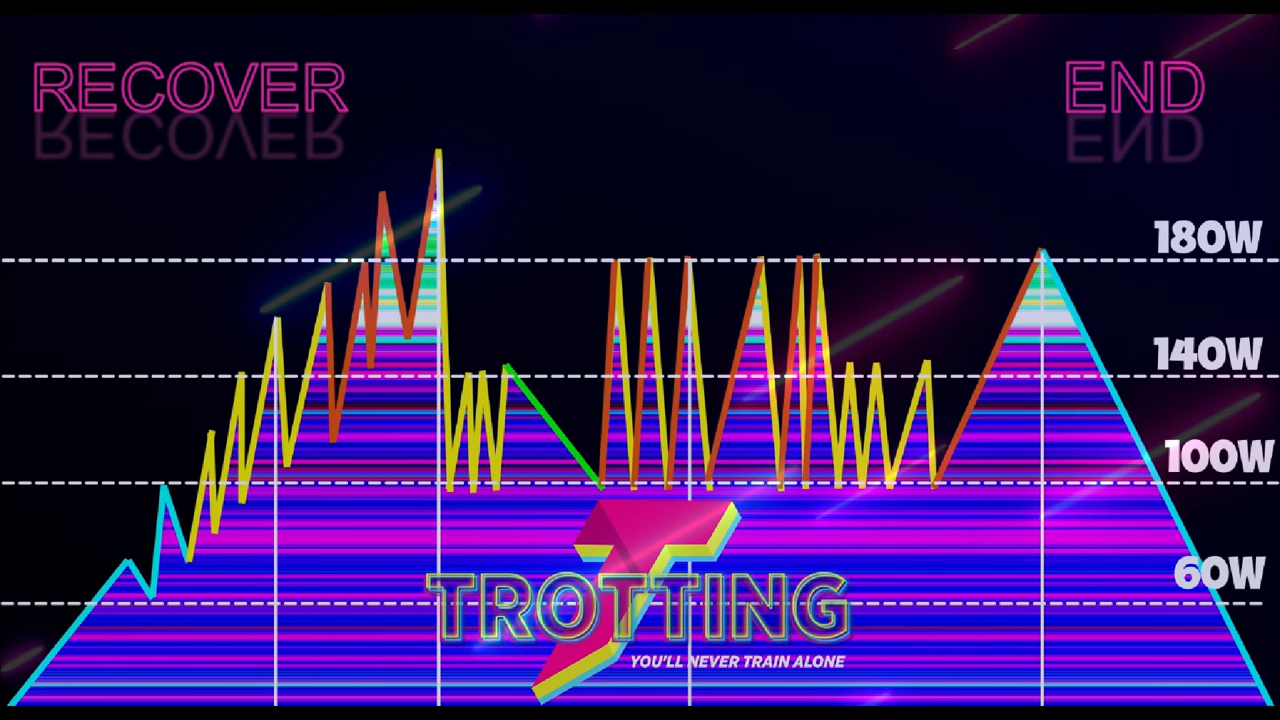 RECOVER
END
180W
140W
100W
60W
TROTTING
YOU'LL NEVER TRAIN ALONE